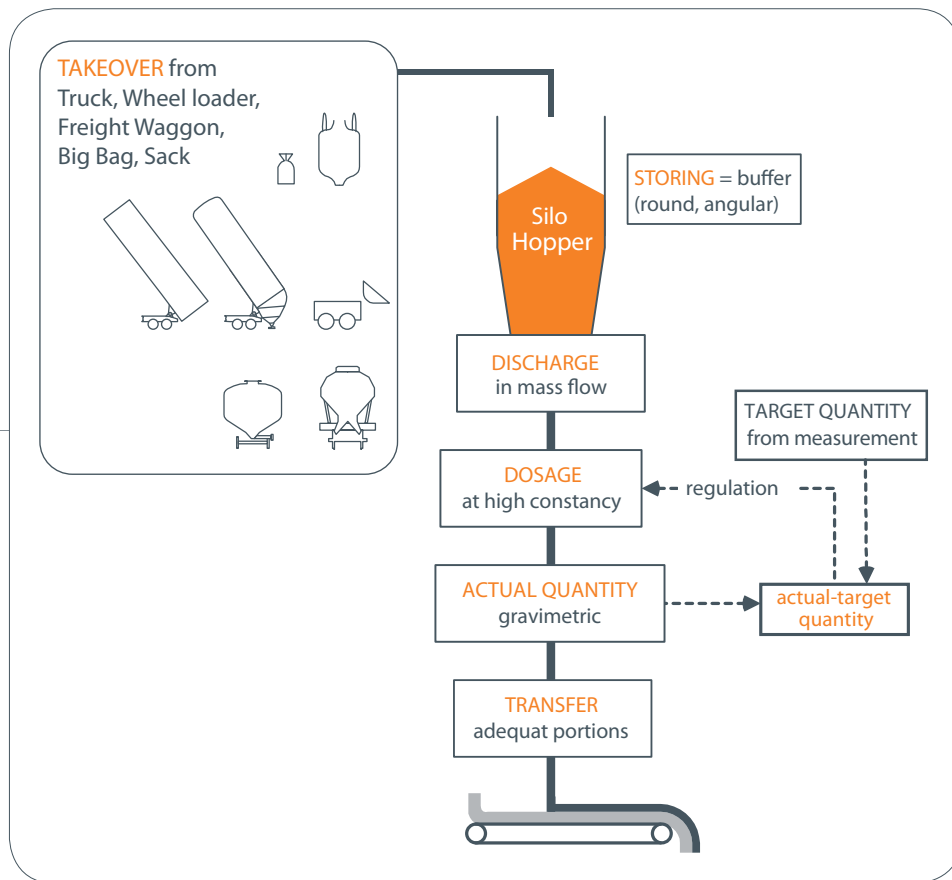 TAKEOVER from
Truck, Wheel loader,
Freight Waggon,
Big Bag, Sack
Silo
Hopper
STORING = buffer
(round, angular)
DISCHARGE
in mass flow
TARGET QUANTITY
from measurement
DOSAGE
at high constancy
regulation
ACTUAL QUANTITY
gravimetric
actual-target
quantity
TRANSFER
adequat portions